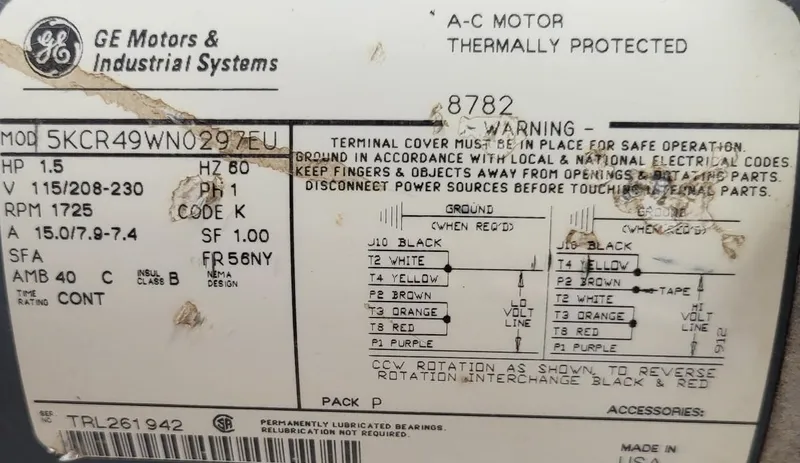 GE
GE Motors &
Industrial Systems
A-C MOTOR
THERMALLY PROTECTED
8782
MOD 5KCR49WN0297EU
HP 1.5 HZ 60
V 115/208-230 PH 1
RPM 1725 CODE K
A 15.0/7.9-7.4 SF 1.00
SFA FR 56NY
AMB 40 C INSUL CLASS B NEMA DESIGN
TIME RATING CONT
- WARNING -
TERMINAL COVER MUST BE IN PLACE FOR SAFE OPERATION.
GROUND IN ACCORDANCE WITH LOCAL & NATIONAL ELECTRICAL CODES.
KEEP FINGERS & OBJECTS AWAY FROM OPENINGS & ROTATING PARTS.
DISCONNECT POWER SOURCES BEFORE TOUCHING INTERNAL PARTS.
GROUND
(WHEN REQ'D)
J10 BLACK
T2 WHITE
T4 YELLOW
P2 BROWN
T3 ORANGE
T8 RED
P1 PURPLE
LO
VOLT
LINE
GROUND
(WHEN REQ'D)
J10 BLACK
T4 YELLOW
P2 BROWN
TAPE
T2 WHITE
T3 ORANGE
T8 RED
P1 PURPLE
HI
VOLT
LINE
912
CCW ROTATION AS SHOWN. TO REVERSE
ROTATION INTERCHANGE BLACK & RED
PACK P
ACCESSORIES:
SER NO TRL261942
SA
PERMANENTLY LUBRICATED BEARINGS.
RELUBRICATION NOT REQUIRED.
MADE IN
USA